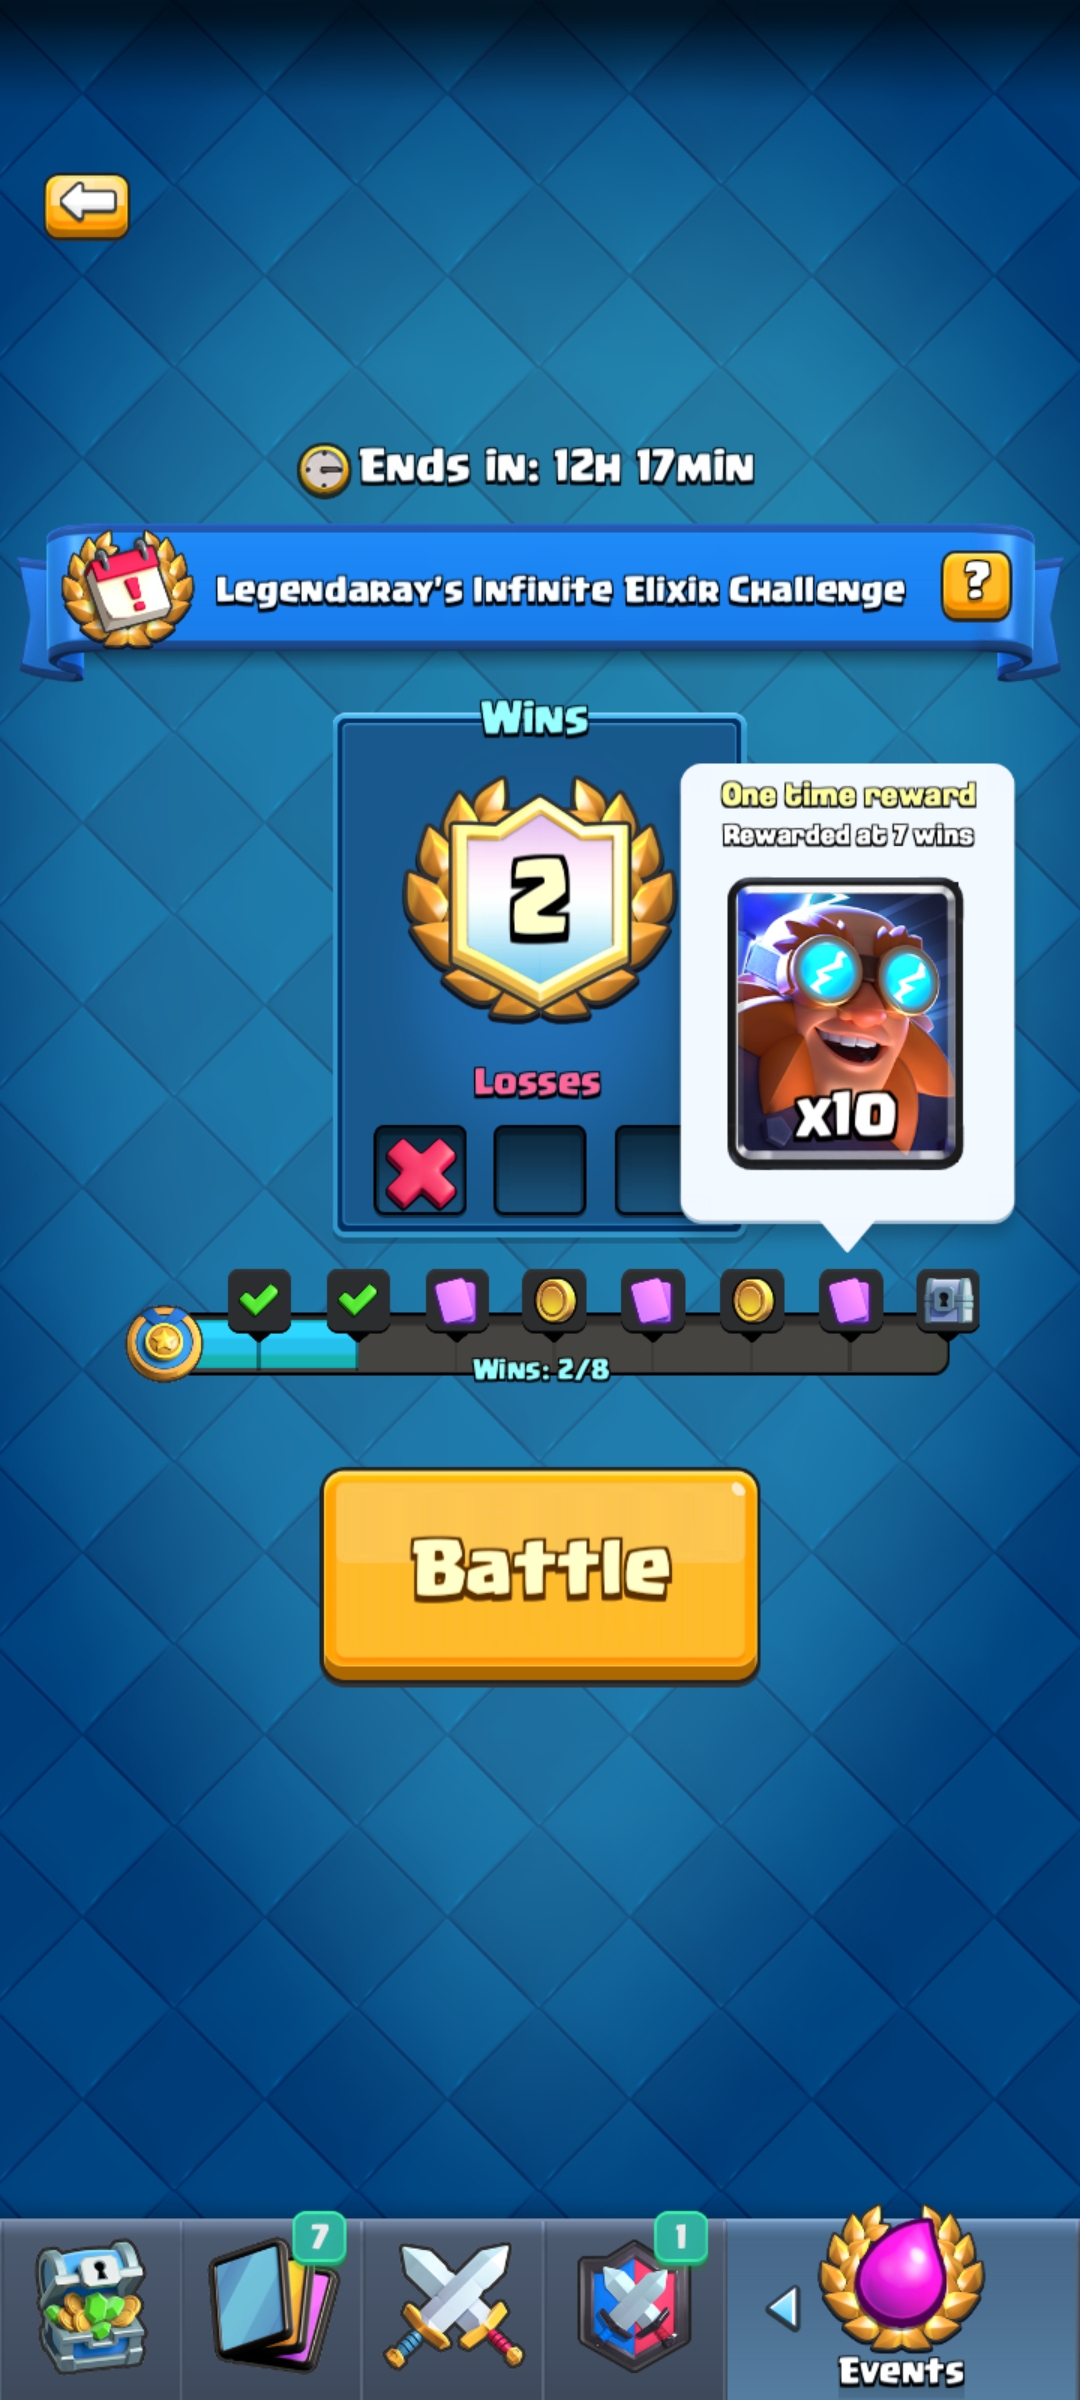 Ends in: 12h 17min
Legendaray's Infinite Elixir Challenge
?
Wins
2
One time reward
Rewarded at 7 wins
x10
Losses
Wins: 2/8
Battle
7
1
Events